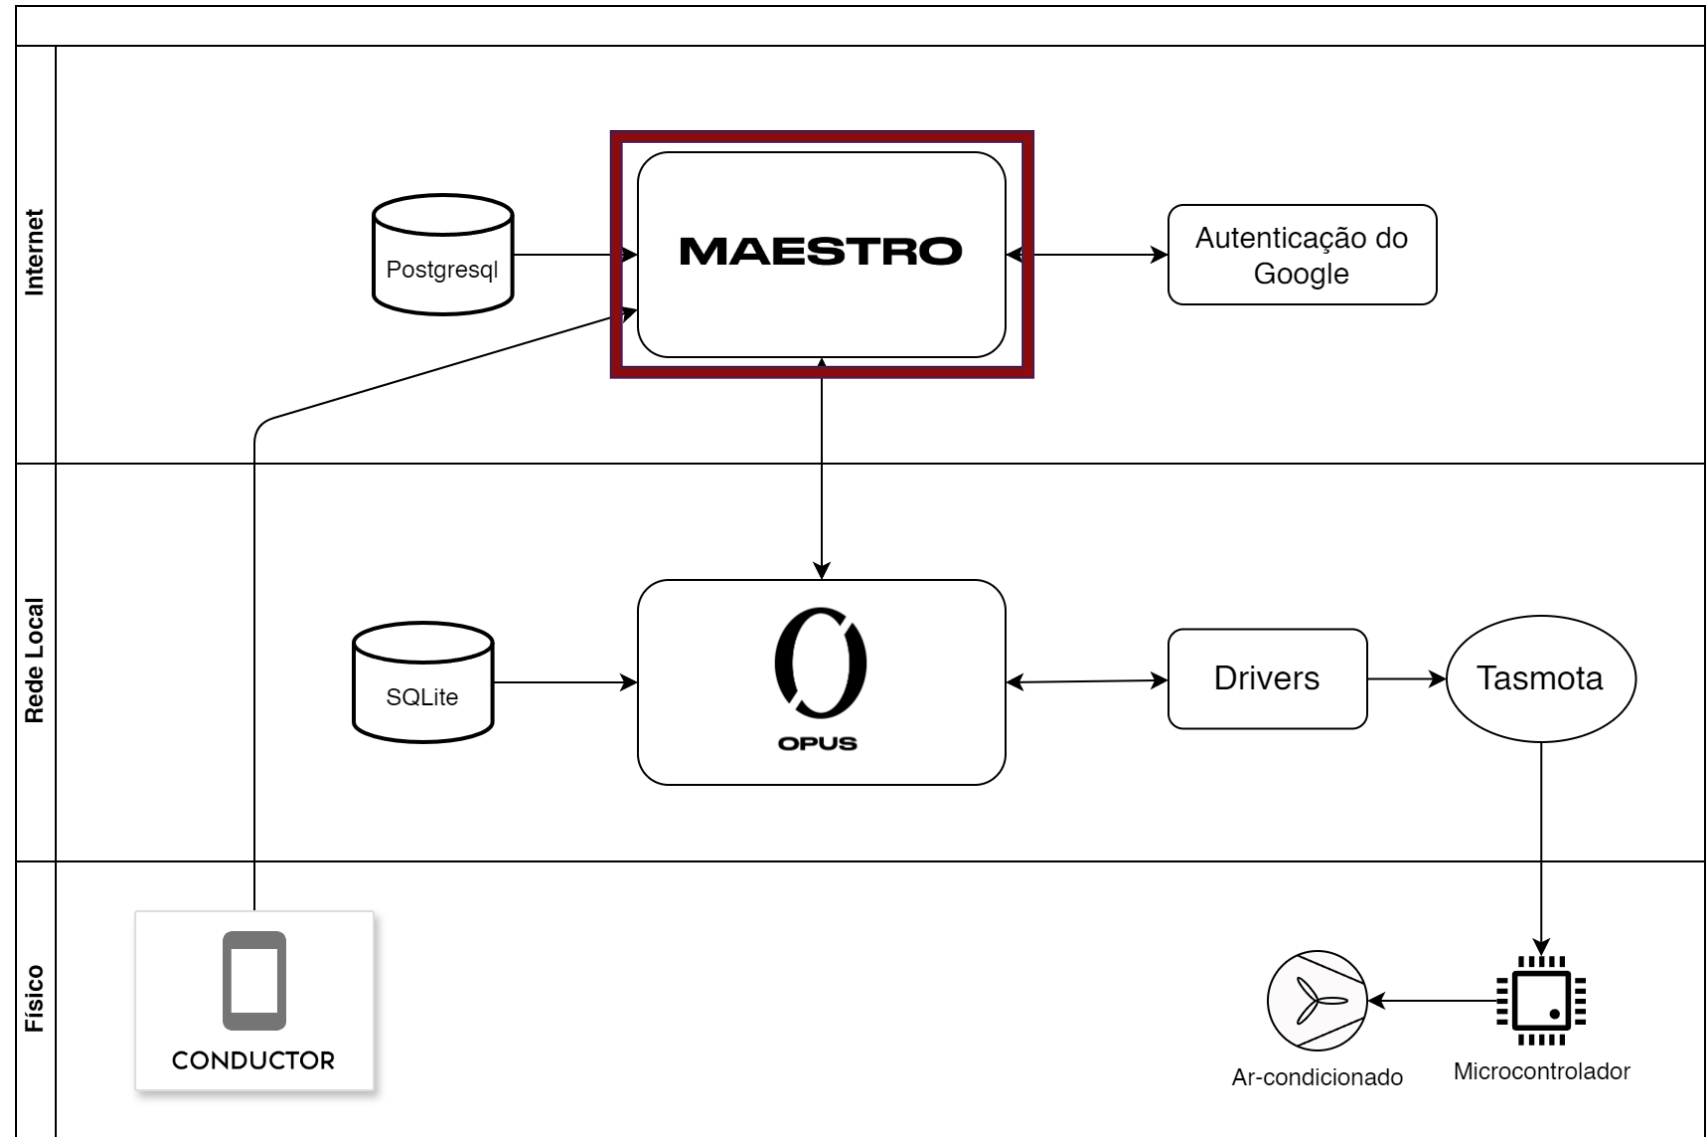 Internet
Postgresql
MAESTRO
Autenticação do
Google
Rede Local
SQLite
OPUS
Drivers
Tasmota
Físico
CONDUCTOR
Ar-condicionado
Microcontrolador